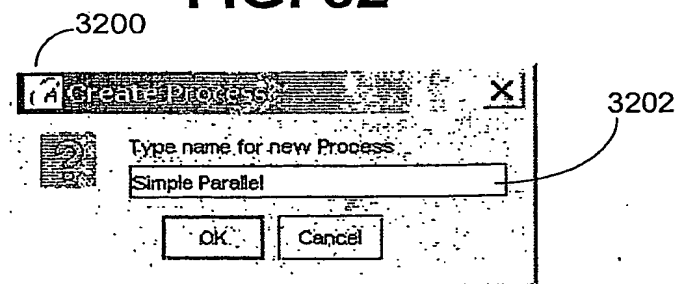 FIG. 32
3200
Create Process
3202
Type name for new Process
Simple Parallel
OK
Cancel